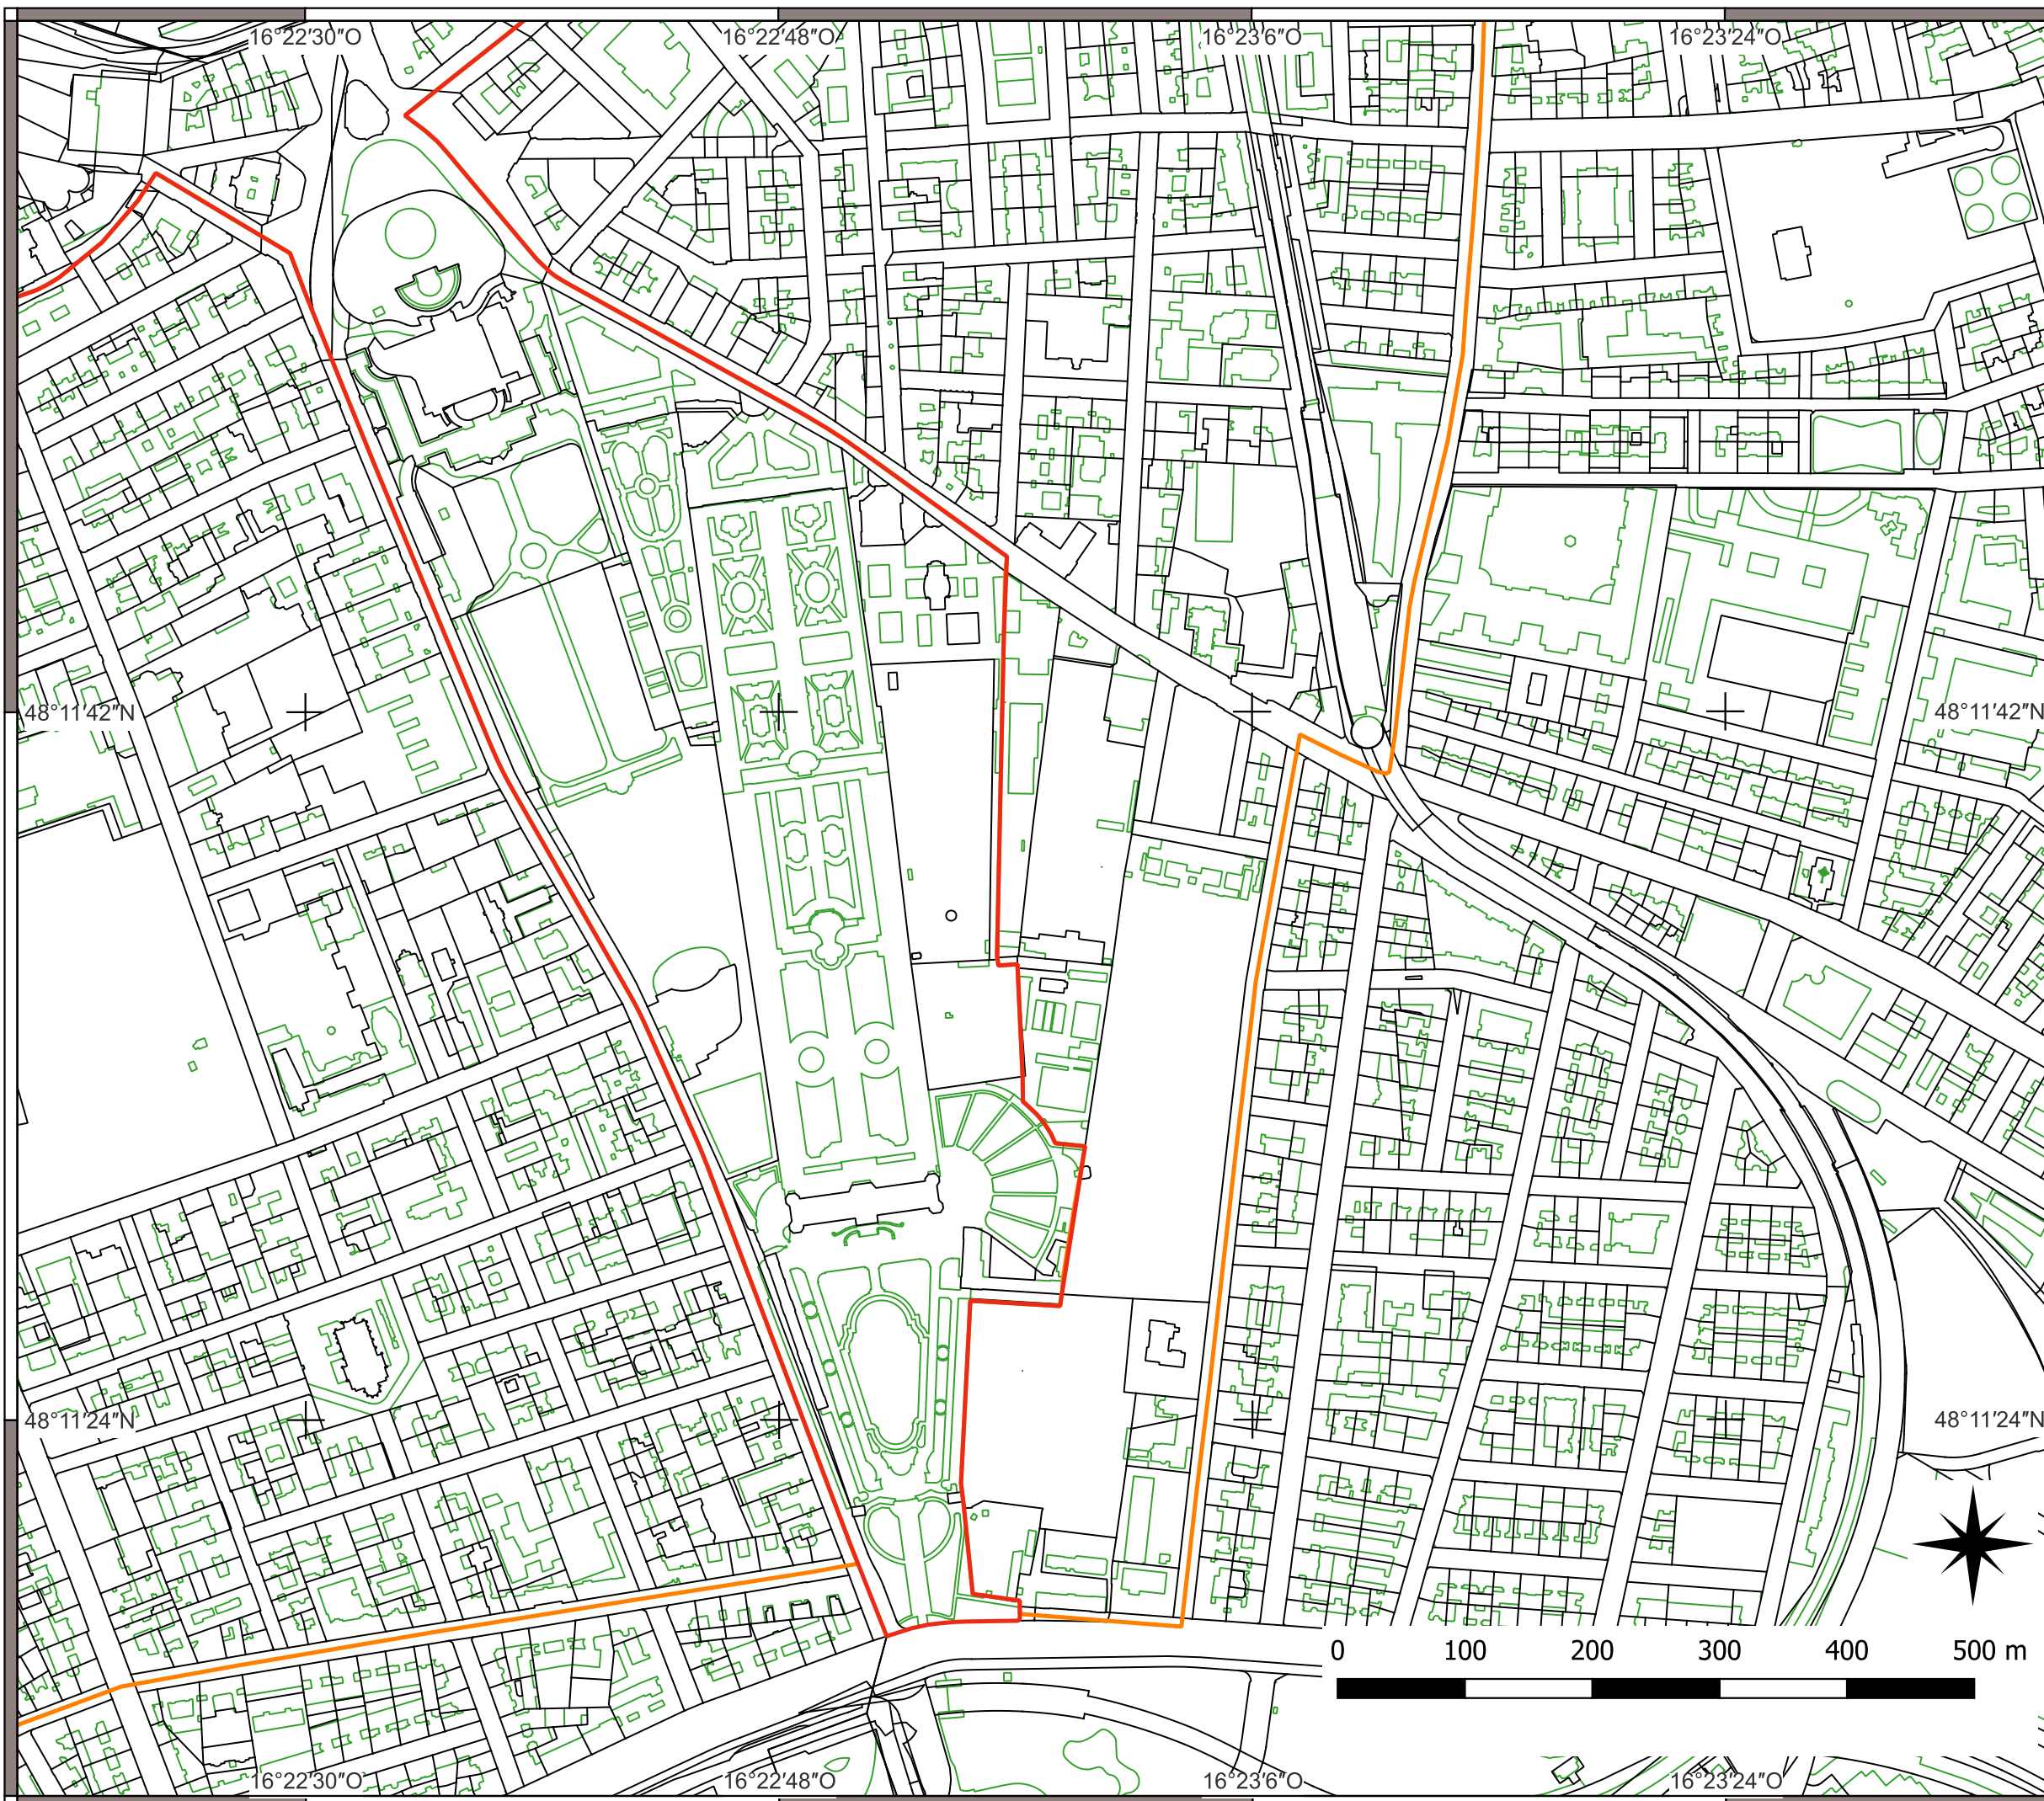 16°22′30″O 16°22′48″O 16°23′6″O 16°23′24″O
48°11′42″N 48°11′42″N
48°11′24″N 48°11′24″N
0 100 200 300 400 500 m
16°22′30″O 16°22′48″O 16°23′6″O 16°23′24″O